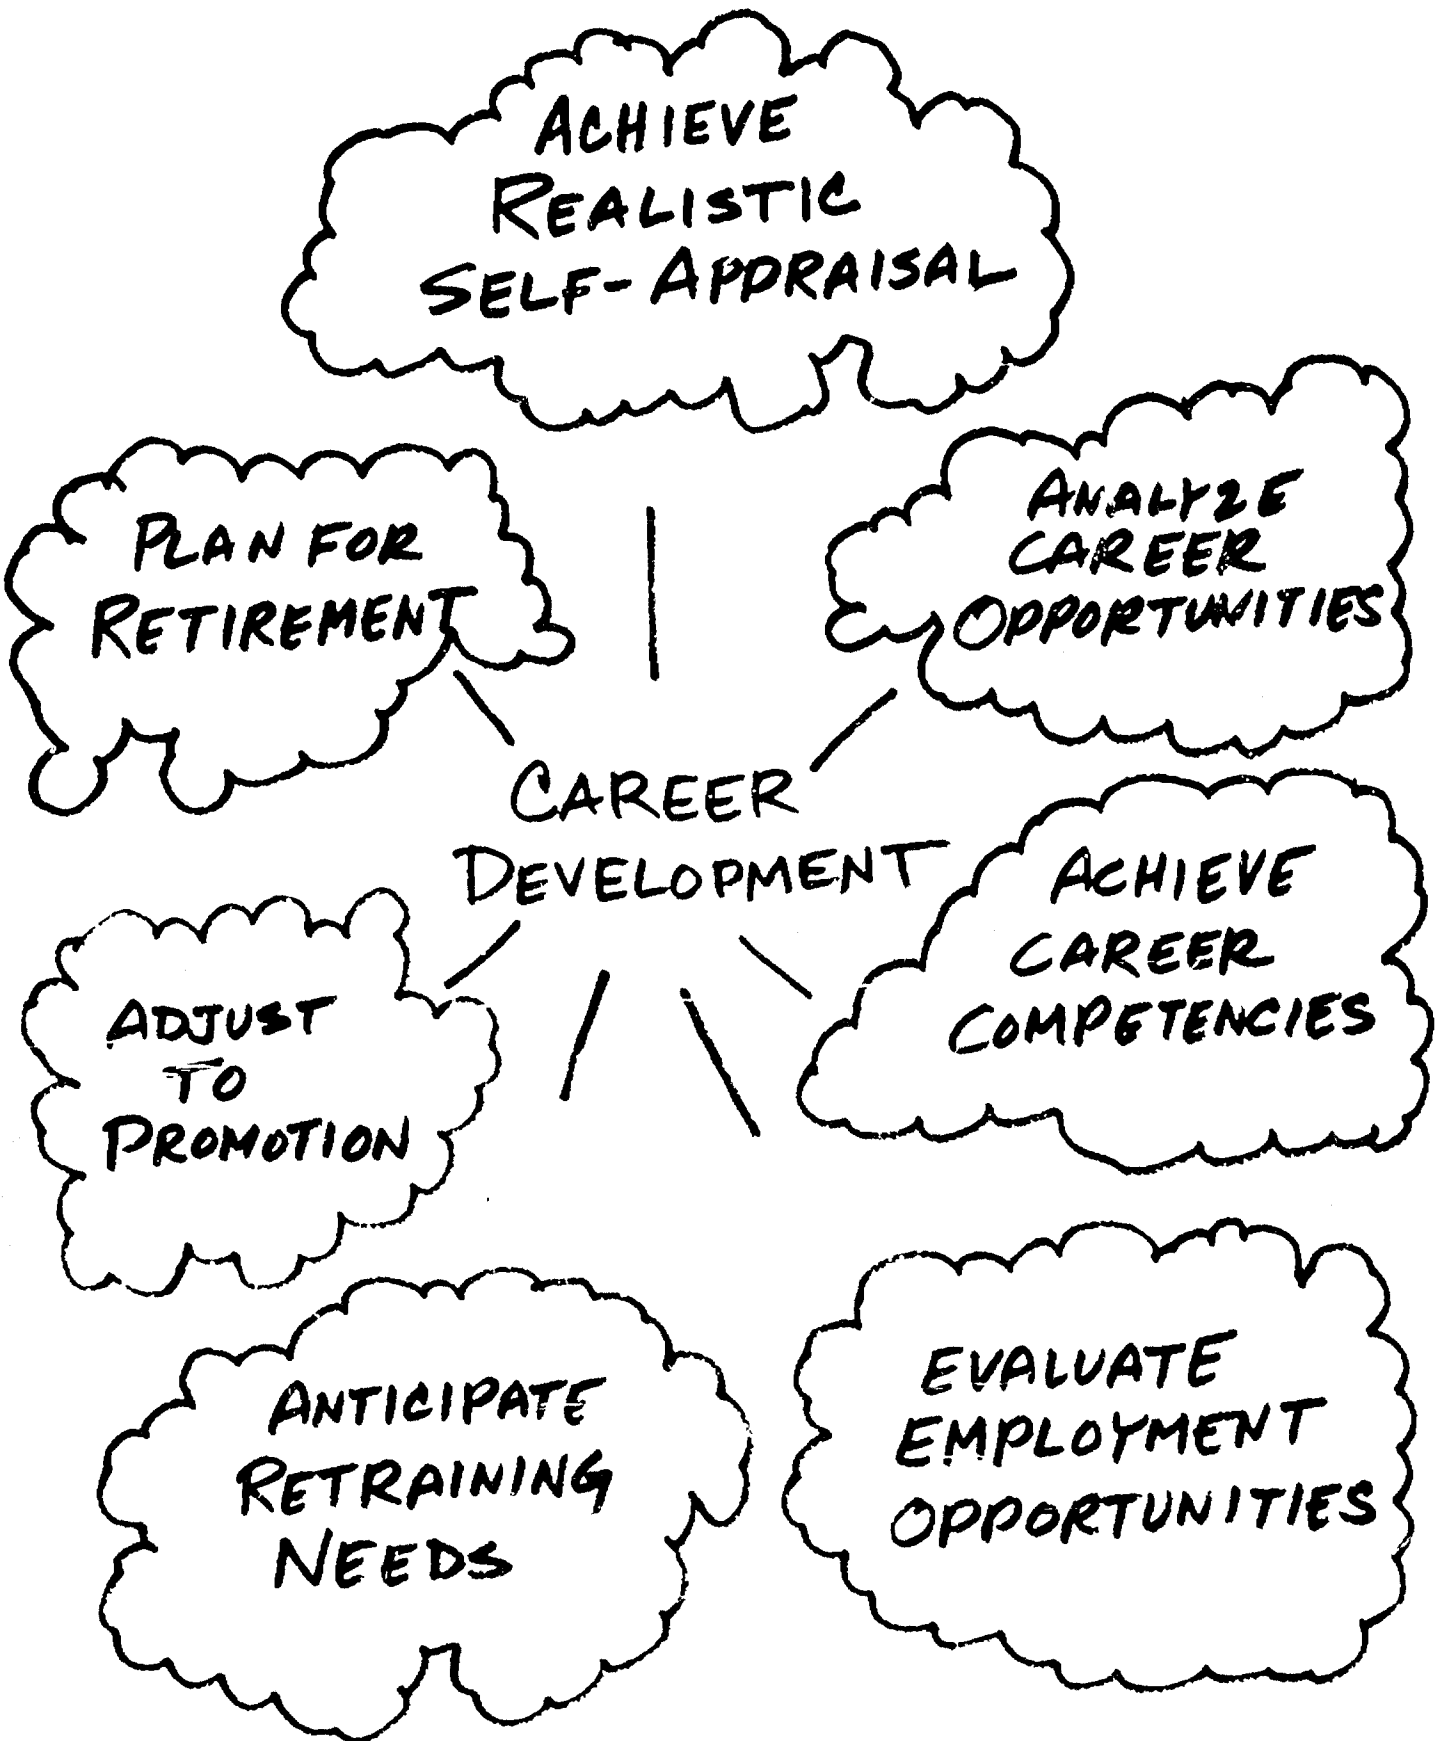 ACHIEVE
REALISTIC
SELF-APPRAISAL
PLAN FOR
RETIREMENT
ANALYZE
CAREER
OPPORTUNITIES
CAREER
DEVELOPMENT
ACHIEVE
CAREER
COMPETENCIES
ADJUST
TO
PROMOTION
ANTICIPATE
RETRAINING
NEEDS
EVALUATE
EMPLOYMENT
OPPORTUNITIES